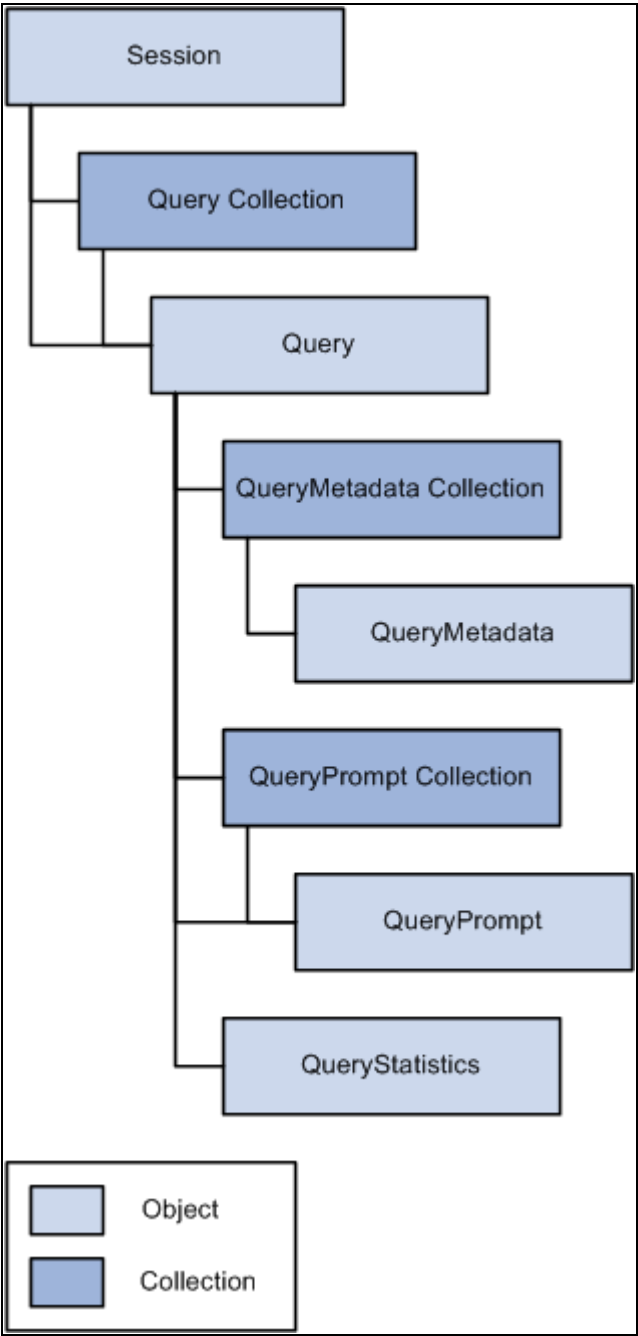 Session
Query Collection
Query
QueryMetadata Collection
QueryMetadata
QueryPrompt Collection
QueryPrompt
QueryStatistics
Object
Collection